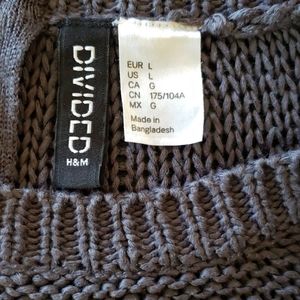 DIVIDED
H&M
EUR L
US L
CA G
CN 175/104A
MX G
Made in
Bangladesh